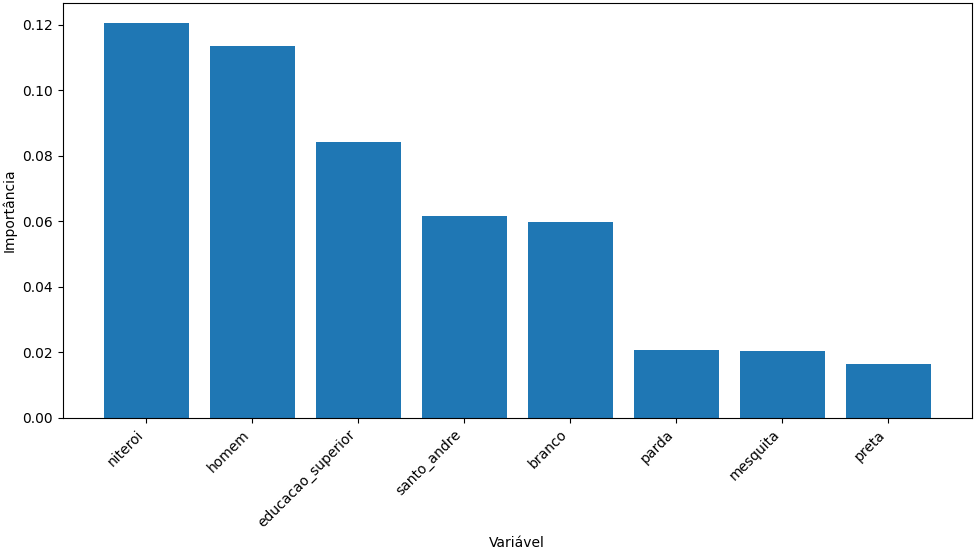 0.12
0.10
0.08
0.06
0.04
0.02
0.00
Importância
niteroi
homem
educacao_superior
santo_andre
branco
parda
mesquita
preta
Variável